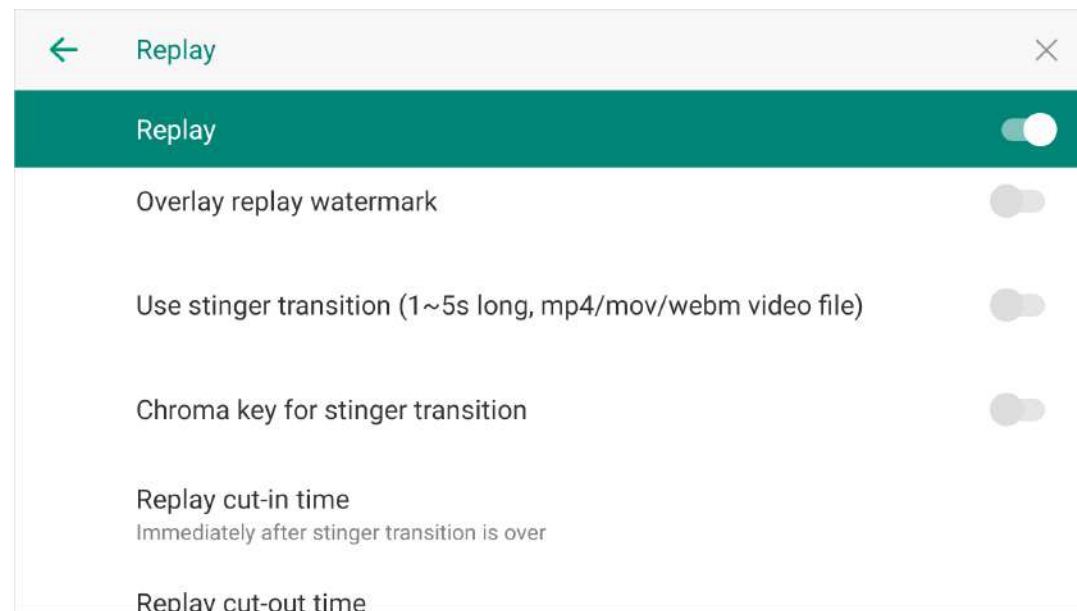 Replay
Replay
Overlay replay watermark
Use stinger transition (1~5s long, mp4/mov/webm video file)
Chroma key for stinger transition
Replay cut-in time
Immediately after stinger transition is over
Replay cut-out time